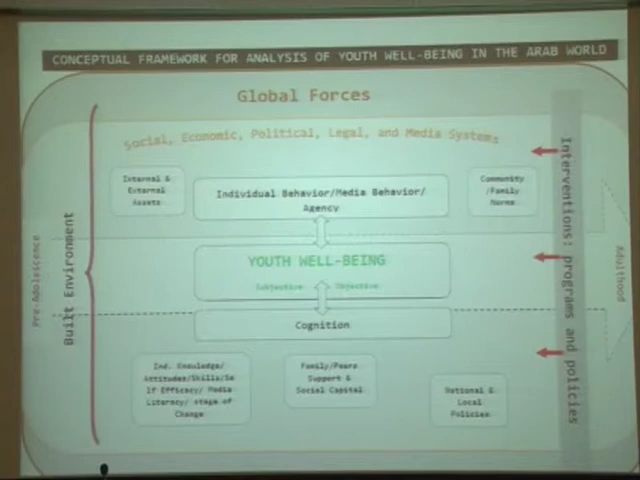 CONCEPTUAL FRAMEWORK FOR ANALYSIS OF YOUTH WELL-BEING IN THE ARAB WORLD
Global Forces
Social, Economic, Political, Legal, and Media Systems
Internal &
External
Assets
Individual Behavior/Media Behavior/
Agency
Community
/Family
Norms
Pre-Adolescence
Built Environment
YOUTH WELL-BEING
Subjective
Objective
Cognition
Ind. Knowledge/
Attitudes/Skills/Se
lf Efficacy/ Media
Literacy/ stage of
Change
Family/Peers
Support &
Social Capital
National &
Local
Policies
Interventions: programs and policies
Adulthood